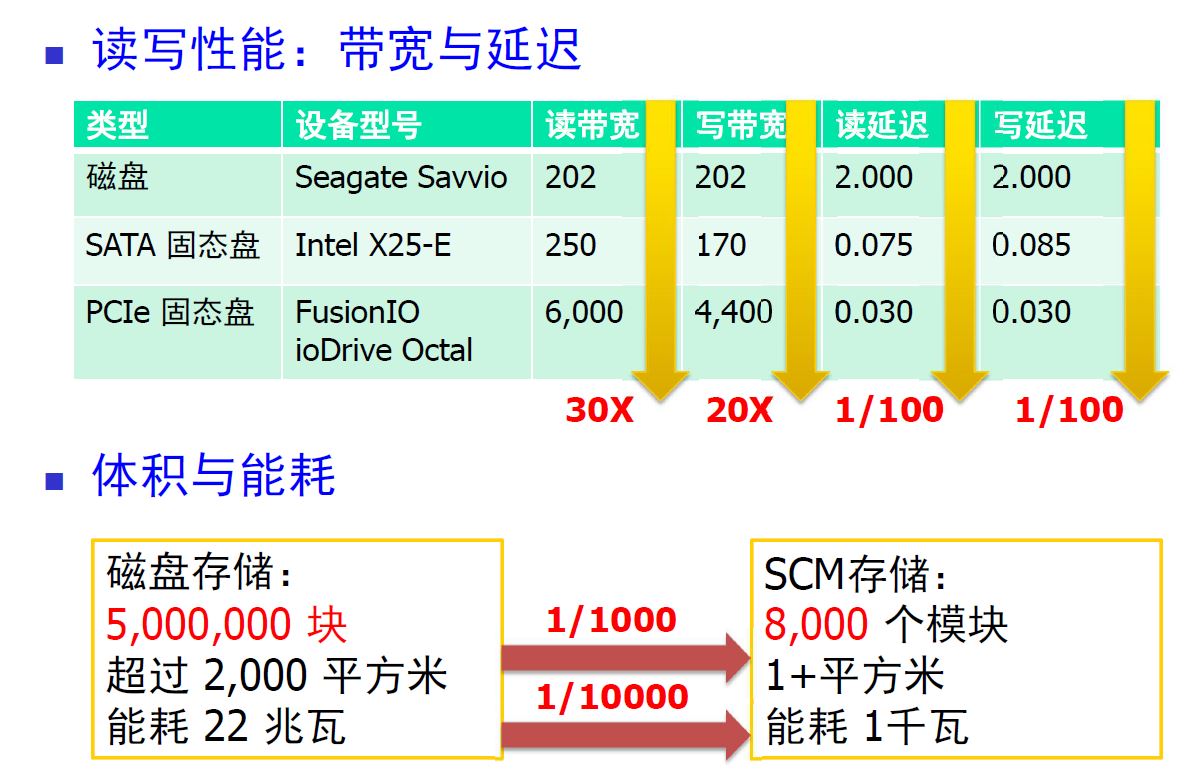 读写性能：带宽与延迟
类型 设备型号 读带宽 写带宽 读延迟 写延迟
磁盘 Seagate Savvio 202 202 2.000 2.000
SATA 固态盘 Intel X25-E 250 170 0.075 0.085
PCIe 固态盘 FusionIO 6,000 4,400 0.030 0.030
ioDrive Octal
30X 20X 1/100 1/100
体积与能耗
磁盘存储：
5,000,000 块
超过 2,000 平方米
能耗 22 兆瓦
1/1000
1/10000
SCM存储：
8,000 个模块
1+平方米
能耗 1千瓦